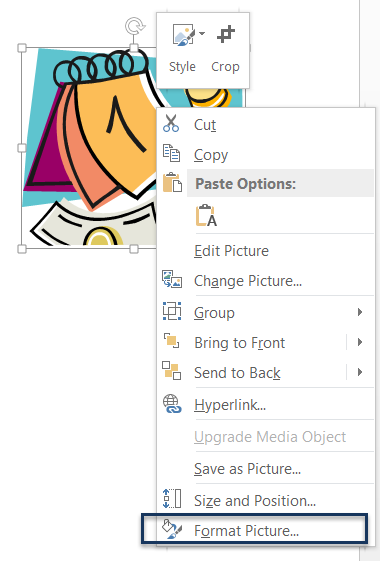 Style Crop
Cut
Copy
Paste Options:
A
Edit Picture
Change Picture...
Group
Bring to Front
Send to Back
Hyperlink...
Upgrade Media Object
Save as Picture...
Size and Position...
Format Picture...